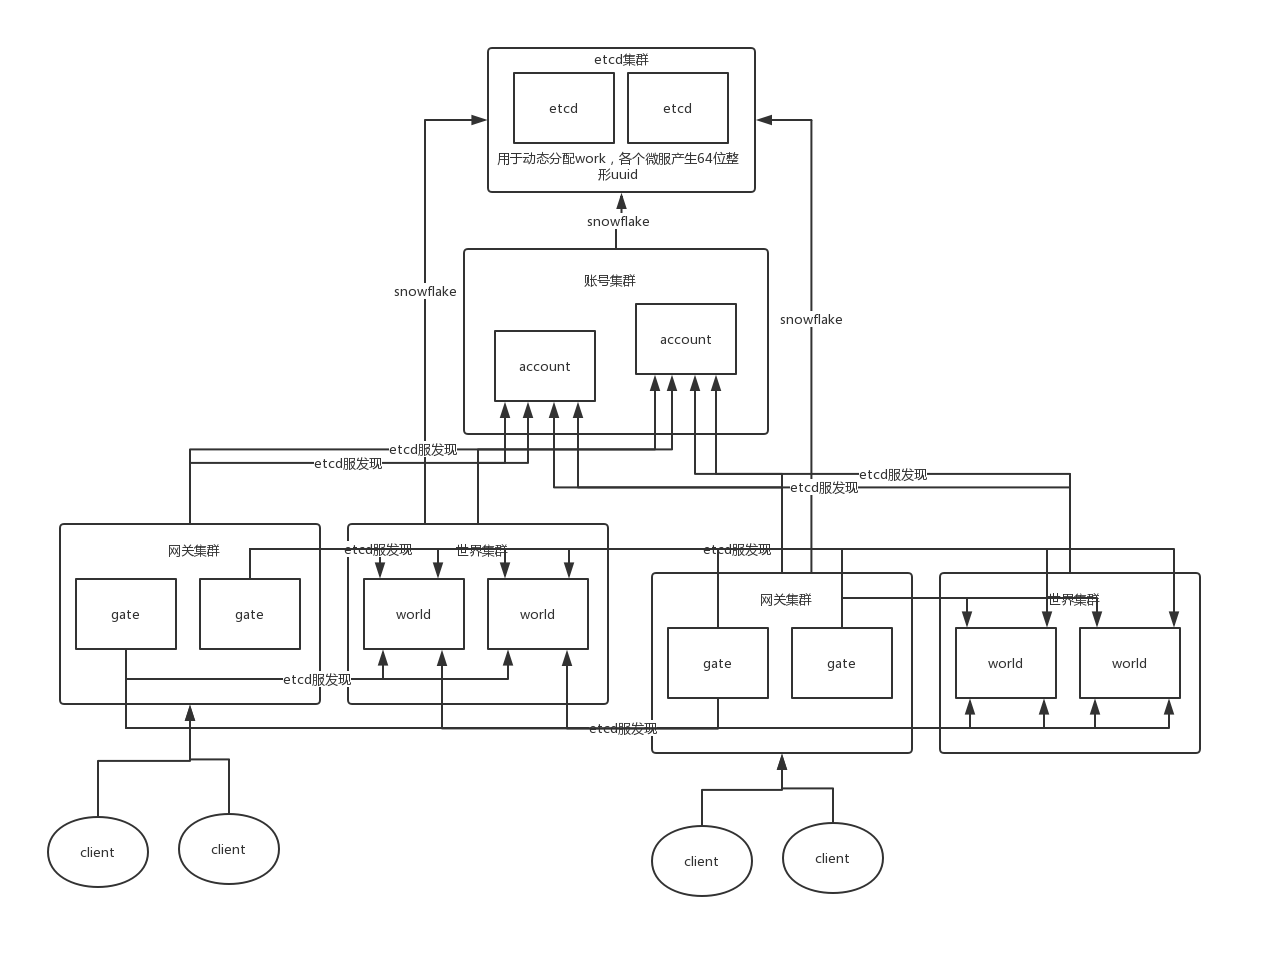 etcd集群
etcd
etcd
用于动态分配work，各个微服产生64位整
形uuid
snowflake
账号集群
snowflake
snowflake
account
account
etcd服发现
etcd服发现
etcd服发现
etcd服发现
网关集群
etcd服发现
世界集群
etcd服发现
gate
gate
world
world
网关集群
世界集群
gate
gate
world
world
etcd服发现
etcd服发现
client
client
client
client